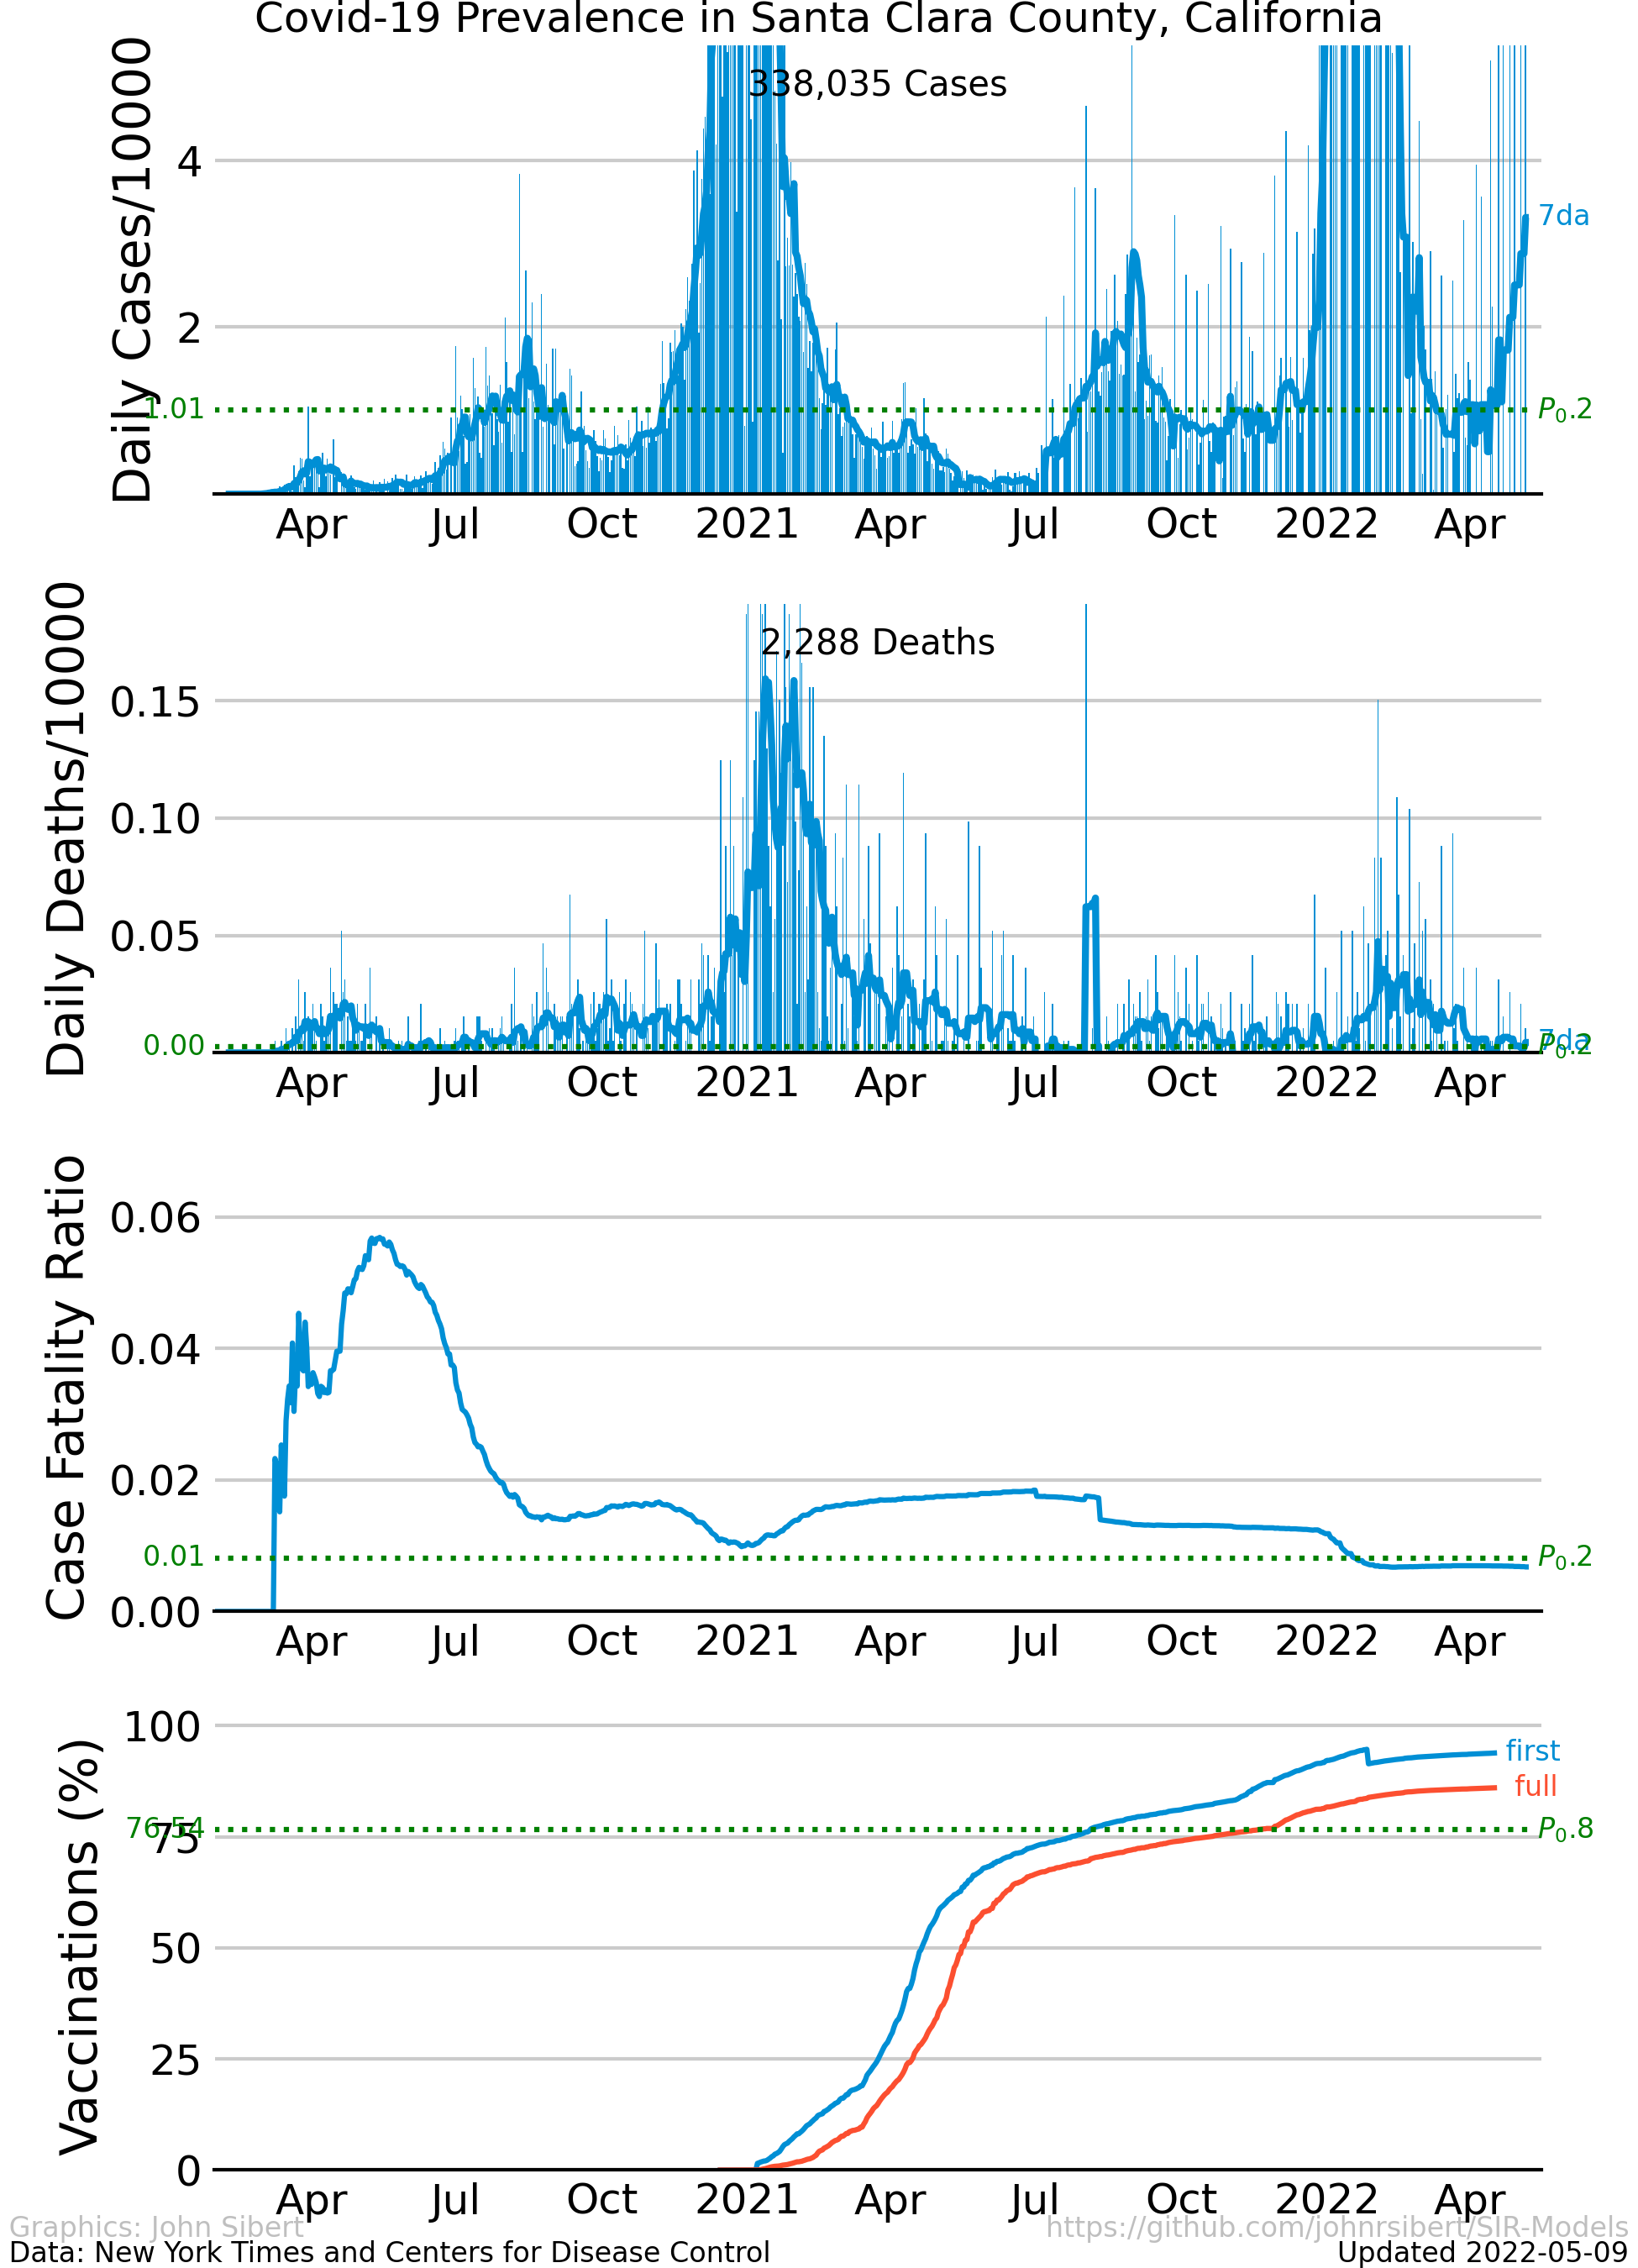 Covid-19 Prevalence in Santa Clara County, California
Daily Cases/10000
338,035 Cases
4
2
1.01
7da
P0.2
Apr Jul Oct 2021 Apr Jul Oct 2022 Apr
Daily Deaths/10000
2,288 Deaths
0.15
0.10
0.05
0.00
7da
P0.2
Apr Jul Oct 2021 Apr Jul Oct 2022 Apr
Case Fatality Ratio
0.06
0.04
0.02
0.01
0.00
P0.2
Apr Jul Oct 2021 Apr Jul Oct 2022 Apr
Vaccinations (%)
100
first
full
76.54
75
P0.8
50
25
0
Apr Jul Oct 2021 Apr Jul Oct 2022 Apr
Graphics: John Sibert https://github.com/johnrsibert/SIR-Models
Data: New York Times and Centers for Disease Control Updated 2022-05-09